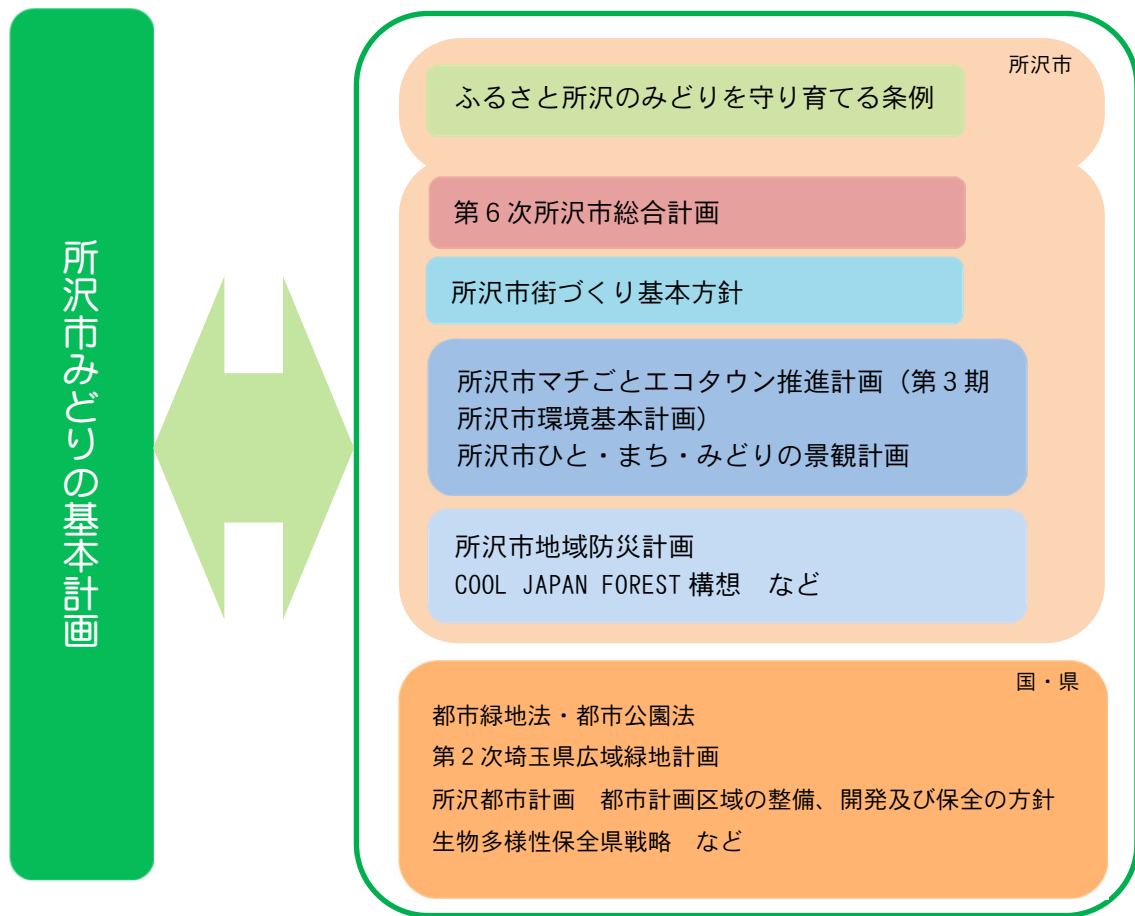 所沢市みどりの基本計画
所沢市
ふるさと所沢のみどりを守り育てる条例
第6次所沢市総合計画
所沢市街づくり基本方針
所沢市マチごとエコタウン推進計画（第3期
所沢市環境基本計画）
所沢市ひと・まち・みどりの景観計画
所沢市地域防災計画
COOL JAPAN FOREST 構想　など
国・県
都市緑地法・都市公園法
第2次埼玉県広域緑地計画
所沢都市計画　都市計画区域の整備、開発及び保全の方針
生物多様性保全県戦略　など